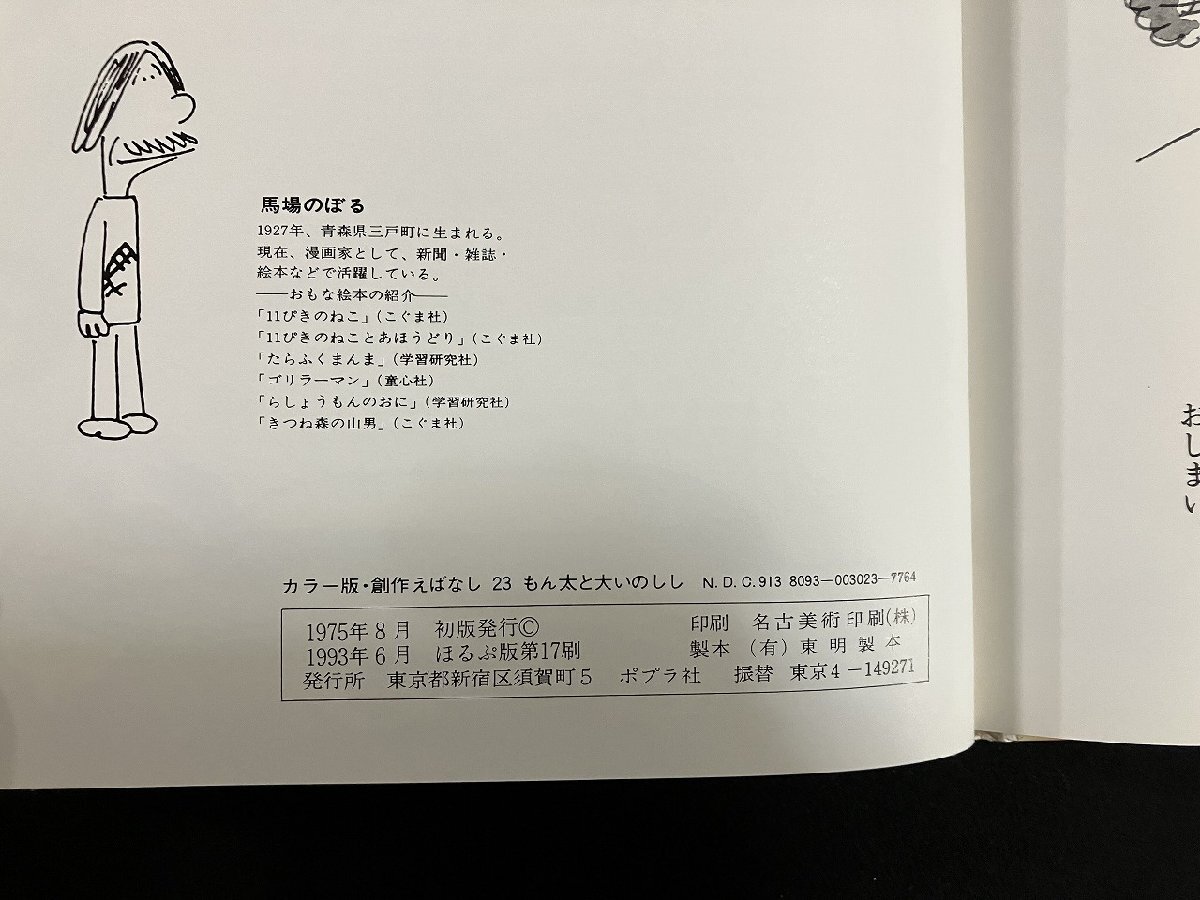 馬場のぼる
1927年、青森県三戸町に生まれる。
現在、漫画家として、新聞・雑誌・
絵本などで活躍している。
——おもな絵本の紹介——
「11ぴきのねこ」(こぐま社)
「11ぴきのねことあほうどり」(こぐま社)
「たらふくまんま」(学習研究社)
「ゴリラーマン」(童心社)
「らしょうもんのおに」(学習研究社)
「きつね森の山男」(こぐま社)
カラー版・創作えばなし 23 もん太と大いのしし N.D.C.913 8093-003023-7764
1975年8月 初版発行© 印刷 名古美術印刷(株)
1993年6月 ほるぷ版第17刷 製本 (有)東明製本
発行所 東京都新宿区須賀町5 ポプラ社 振替 東京4-149271
おしまい